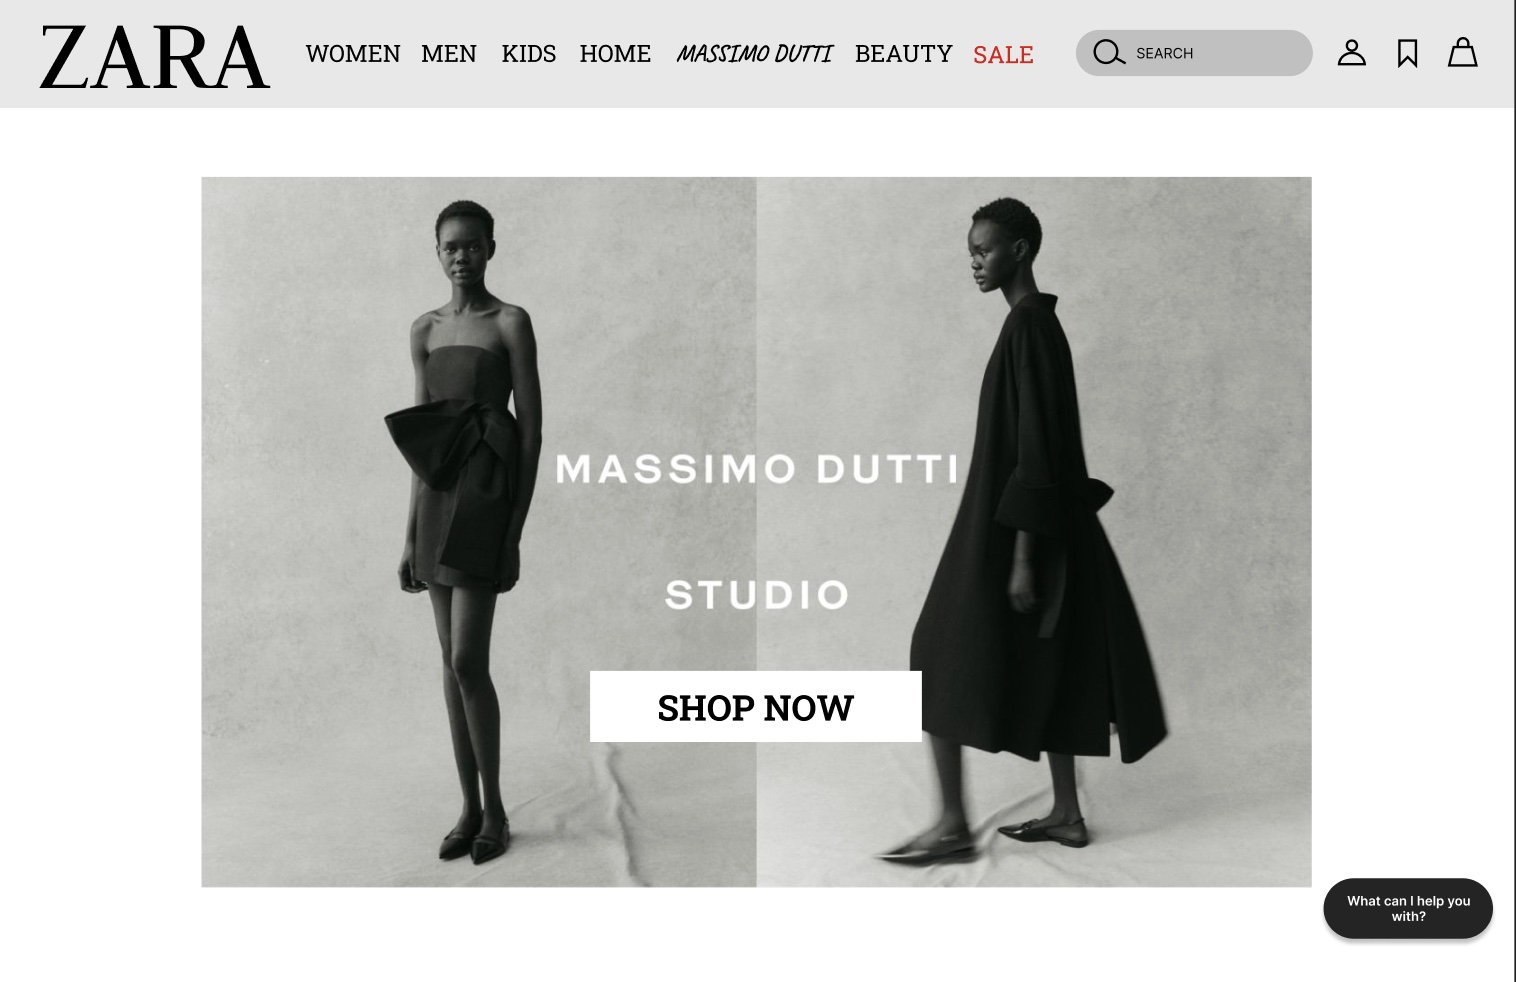 ZARA WOMEN MEN KIDS HOME MASSIMO DUTTI BEAUTY SALE SEARCH
MASSIMO DUTTI
STUDIO
SHOP NOW
What can I help you
with?